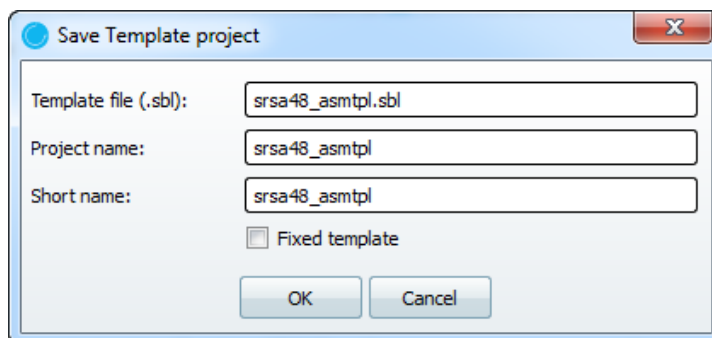 Save Template project
Template file (.sbl): srsa48_asmtpl.sbl
Project name: srsa48_asmtpl
Short name: srsa48_asmtpl
Fixed template
OK Cancel